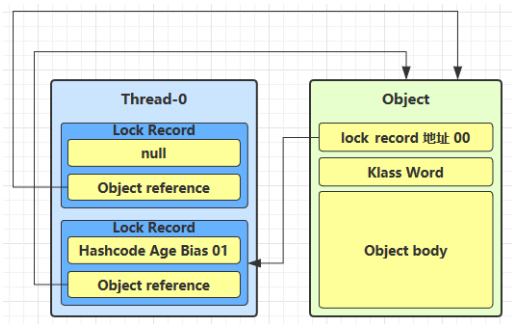 Thread-0
Lock Record
null
Object reference
Lock Record
Hashcode Age Bias 01
Object reference
Object
lock record 地址 00
Klass Word
Object body